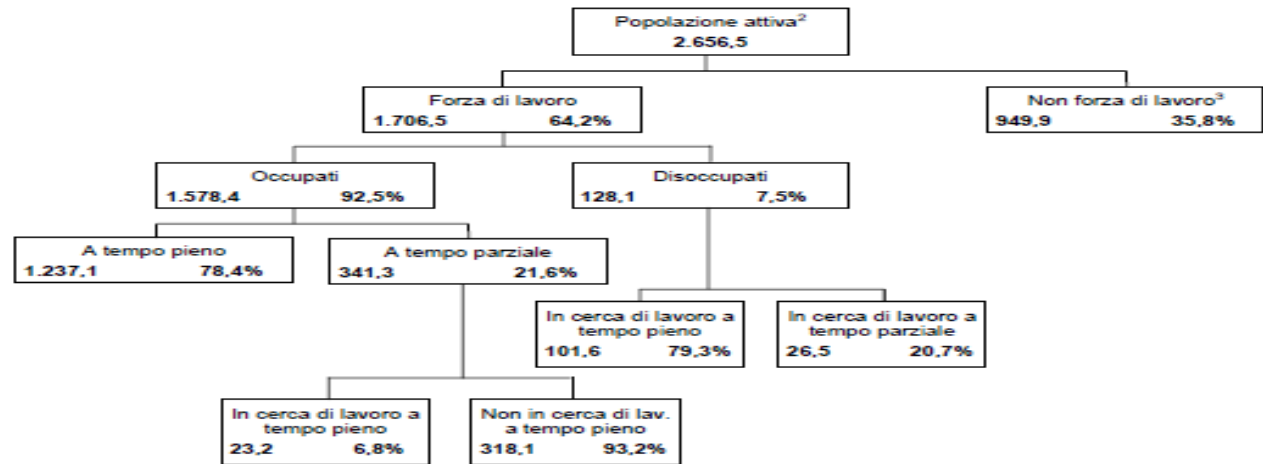 Popolazione attiva²
2.656,5
Forza di lavoro
1.706,5 64,2%
Non forza di lavoro³
949,9 35,8%
Occupati
1.578,4 92,5%
Disoccupati
128,1 7,5%
A tempo pieno
1.237,1 78,4%
A tempo parziale
341,3 21,6%
In cerca di lavoro a
tempo pieno
101,6 79,3%
In cerca di lavoro a
tempo parziale
26,5 20,7%
In cerca di lavoro a
tempo pieno
23,2 6,8%
Non in cerca di lav.
a tempo pieno
318,1 93,2%